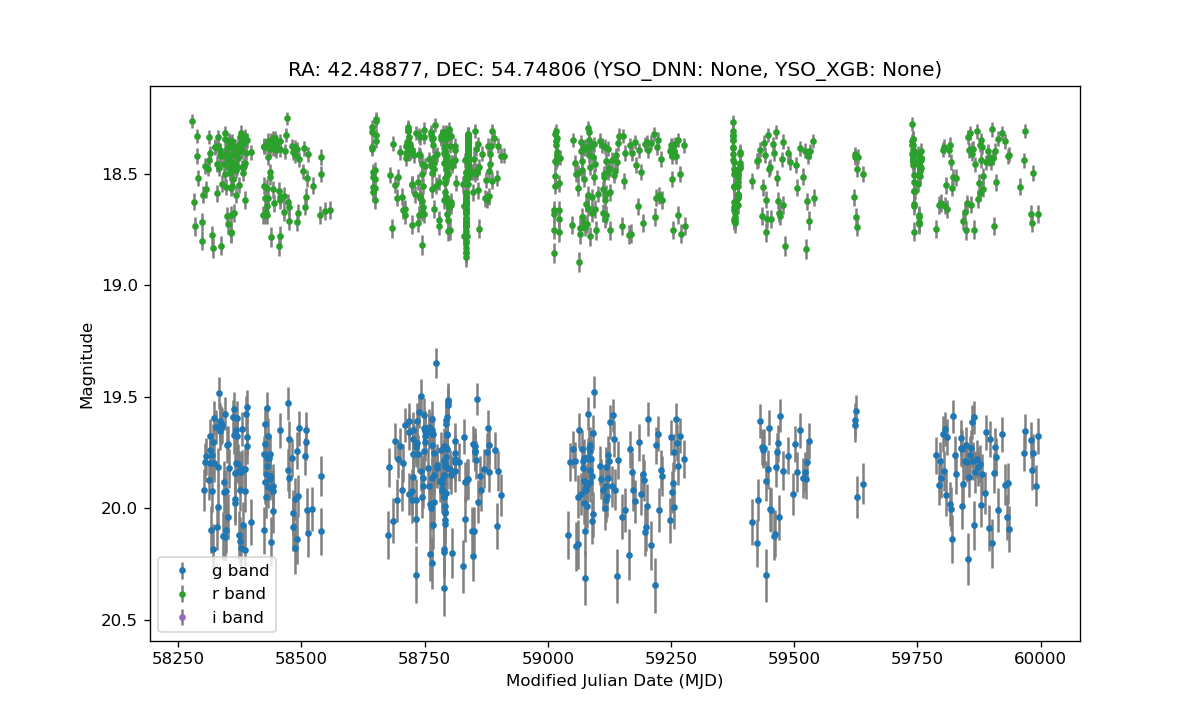 RA: 42.48877, DEC: 54.74806 (YSO_DNN: None, YSO_XGB: None)
Magnitude
18.5
19.0
19.5
20.0
20.5
g band
r band
i band
58250 58500 58750 59000 59250 59500 59750 60000
Modified Julian Date (MJD)